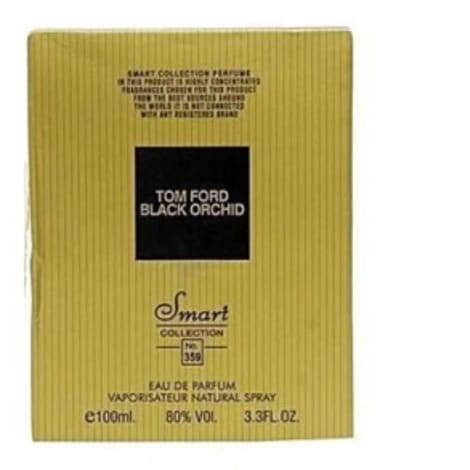 SMART COLLECTION PERFUME
IN THIS PRODUCT IS HIGHLY CONCENTRATED
FRAGRANCES CHOSEN FOR THIS PRODUCT
FROM THE BEST SOURCES AROUND
THE WORLD IT IS NOT CONNECTED
WITH ANY REGISTERED BRAND
TOM FORD
BLACK ORCHID
Smart
COLLECTION
No.
359
EAU DE PARFUM
VAPORISATEUR NATURAL SPRAY
e100ml. 80% VOl. 3.3FL.OZ.